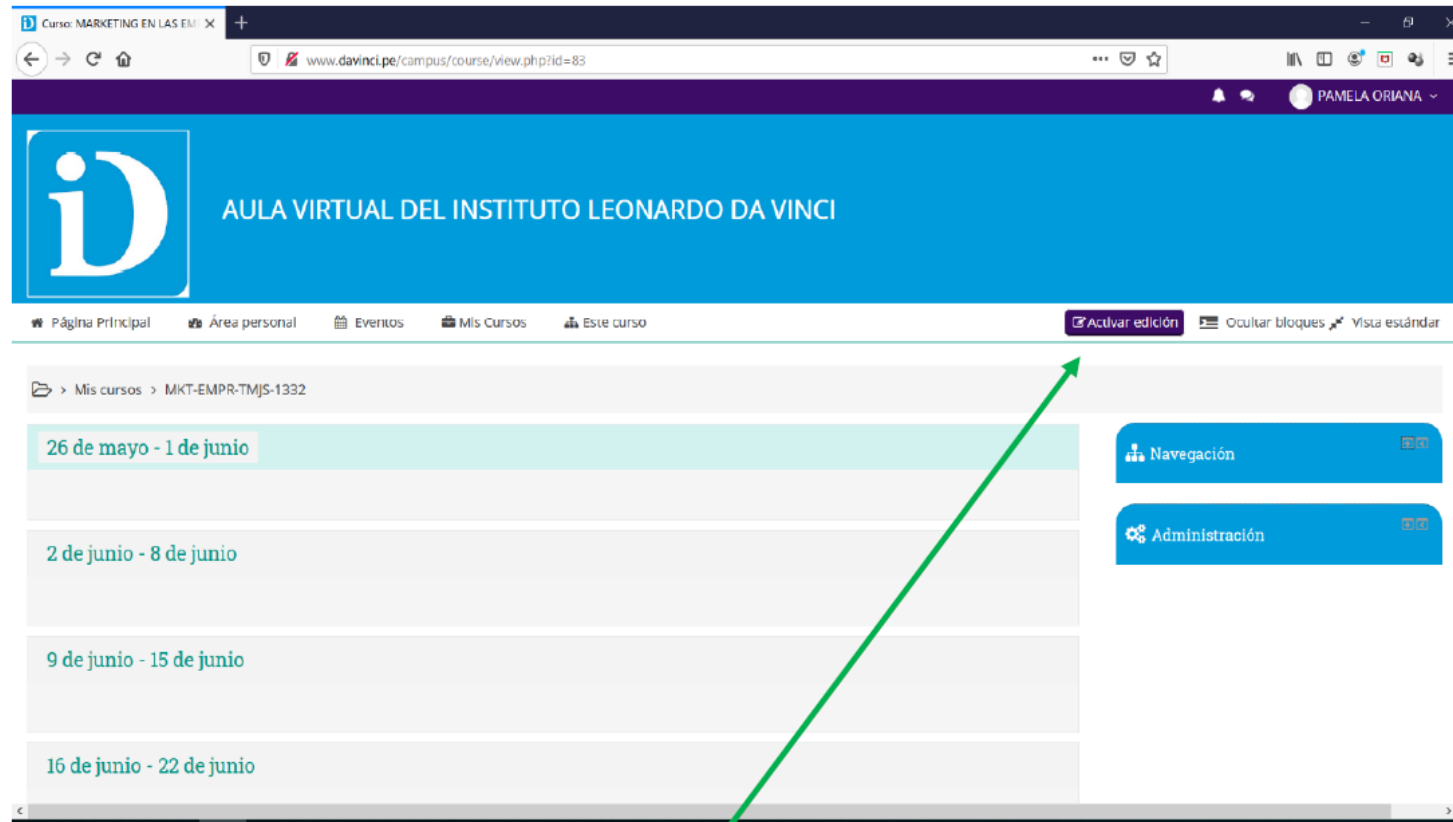 Curso: MARKETING EN LAS EM
www.davinci.pe/campus/course/view.php?id=83
PAMELA ORIANA
iD
AULA VIRTUAL DEL INSTITUTO LEONARDO DA VINCI
Página Principal Área personal Eventos Mis Cursos Este curso Activar edición Ocultar bloques Vista estándar
> Mis cursos > MKT-EMPR-TMJS-1332
26 de mayo - 1 de junio
Navegación
2 de junio - 8 de junio
Administración
9 de junio - 15 de junio
16 de junio - 22 de junio